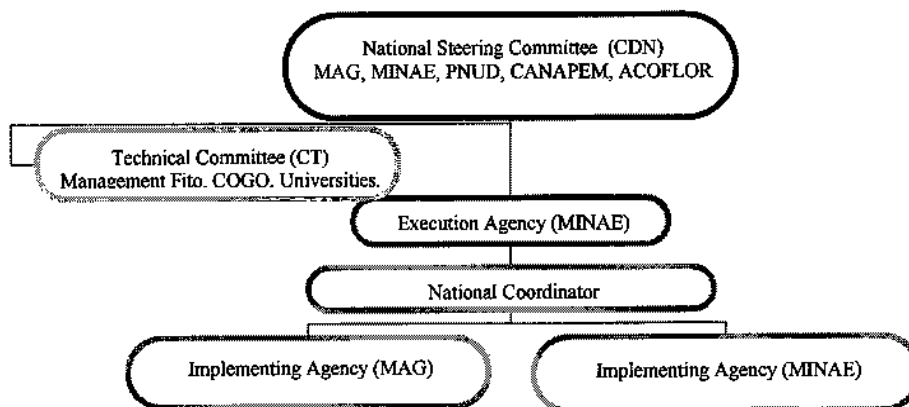 National Steering Committee (CDN)
MAG, MINAE, PNUD, CANAPEM, ACOFLOR
Technical Committee (CT)
Management Fito. COGO. Universities.
Execution Agency (MINAE)
National Coordinator
Implementing Agency (MAG)
Implementing Agency (MINAE)